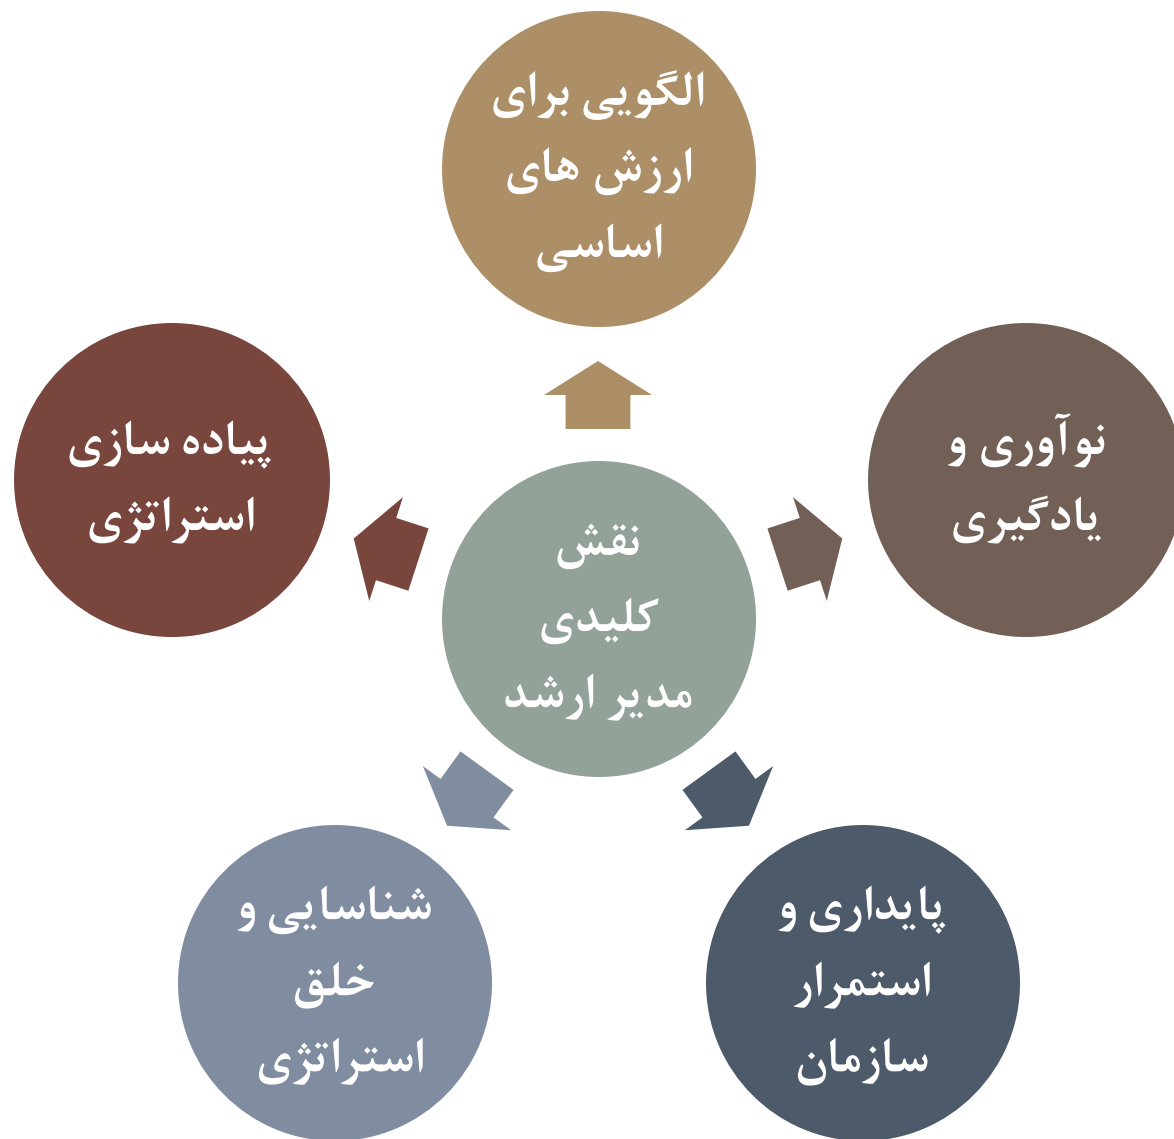 الگویی برای
ارزش های
اساسی
نوآوری و
یادگیری
پیاده سازی
استراتژی
نقش
کلیدی
مدیر ارشد
پایداری و
استمرار
سازمان
شناسایی و
خلق
استراتژی